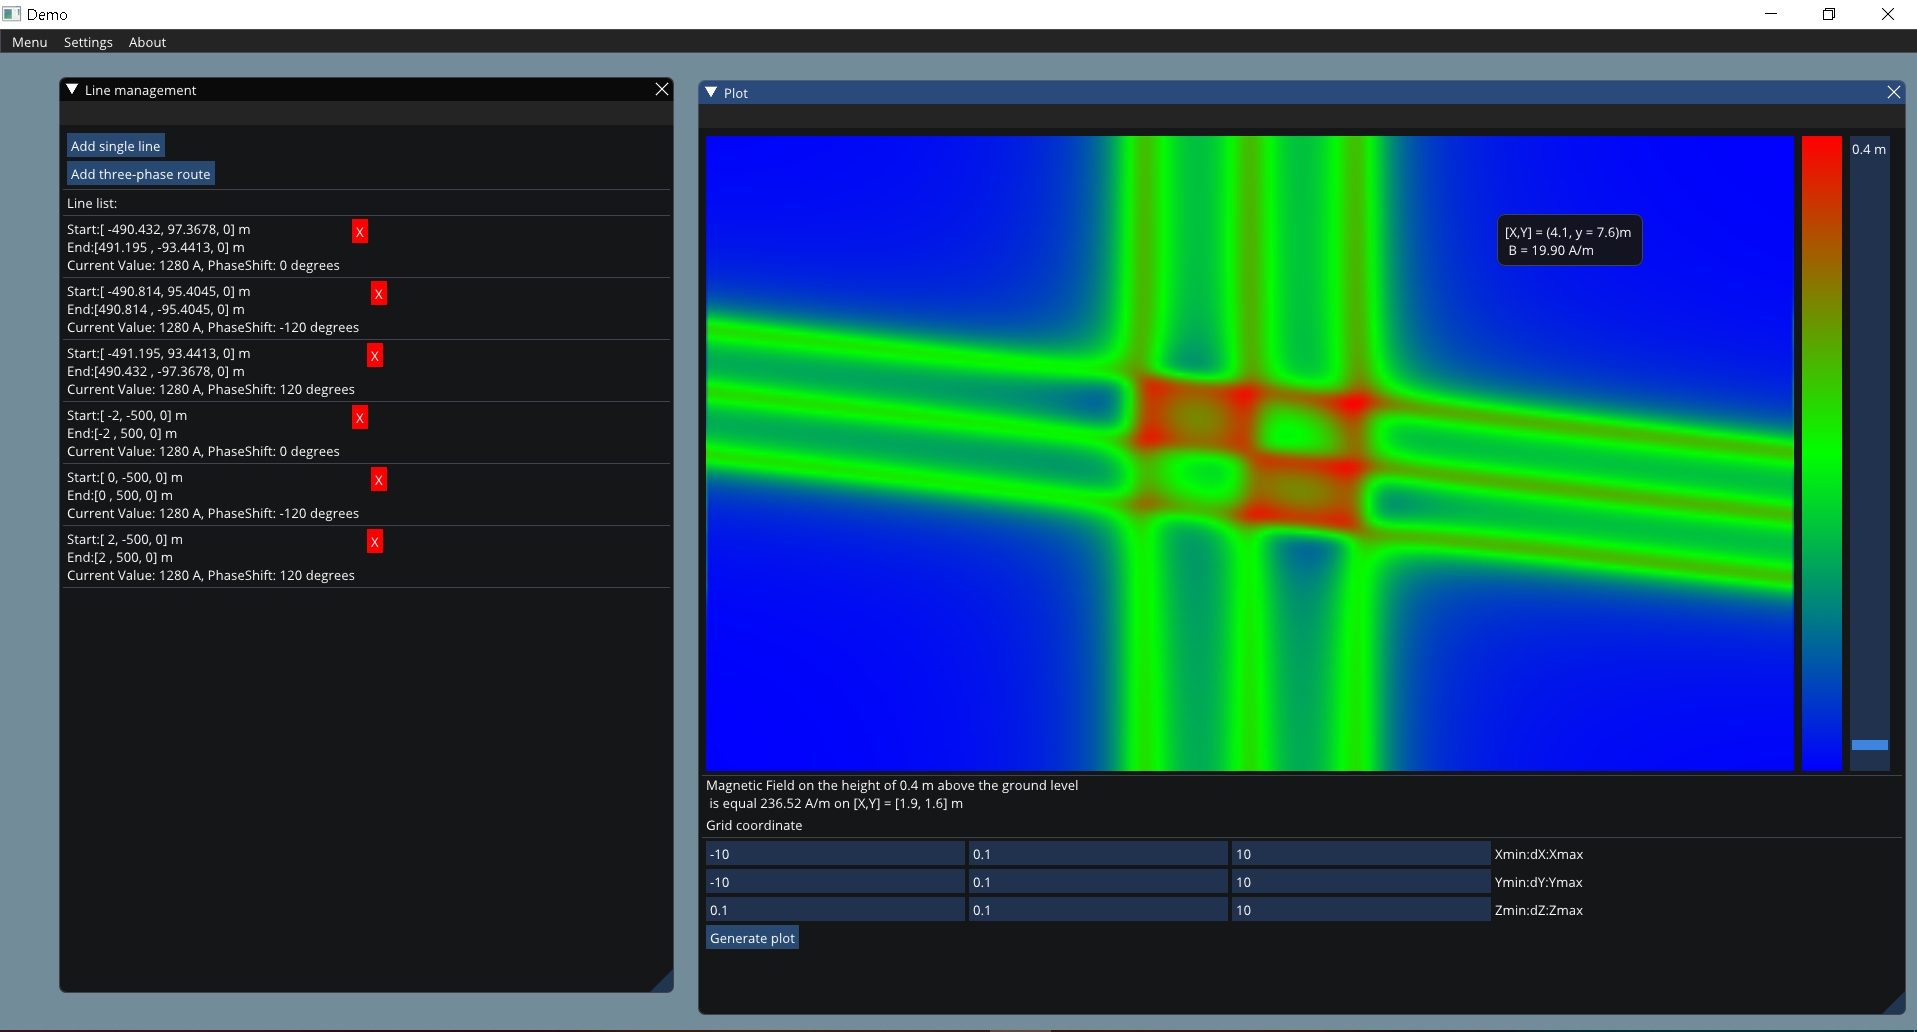 Demo
Menu Settings About
Line management
Add single line
Add three-phase route
Line list:
Start:[ -490.432, 97.3678, 0] m
X
End:[491.195 , -93.4413, 0] m
Current Value: 1280 A, PhaseShift: 0 degrees
Start:[ -490.814, 95.4045, 0] m
X
End:[490.814 , -95.4045, 0] m
Current Value: 1280 A, PhaseShift: -120 degrees
Start:[ -491.195, 93.4413, 0] m
X
End:[490.432 , -97.3678, 0] m
Current Value: 1280 A, PhaseShift: 120 degrees
Start:[ -2, -500, 0] m
X
End:[-2 , 500, 0] m
Current Value: 1280 A, PhaseShift: 0 degrees
Start:[ 0, -500, 0] m
X
End:[0 , 500, 0] m
Current Value: 1280 A, PhaseShift: -120 degrees
Start:[ 2, -500, 0] m
X
End:[2 , 500, 0] m
Current Value: 1280 A, PhaseShift: 120 degrees
Plot
0.4 m
[X,Y] = (4.1, y = 7.6)m
B = 19.90 A/m
Magnetic Field on the height of 0.4 m above the ground level
is equal 236.52 A/m on [X,Y] = [1.9, 1.6] m
Grid coordinate
-10 0.1 10 Xmin:dX:Xmax
-10 0.1 10 Ymin:dY:Ymax
0.1 0.1 10 Zmin:dZ:Zmax
Generate plot